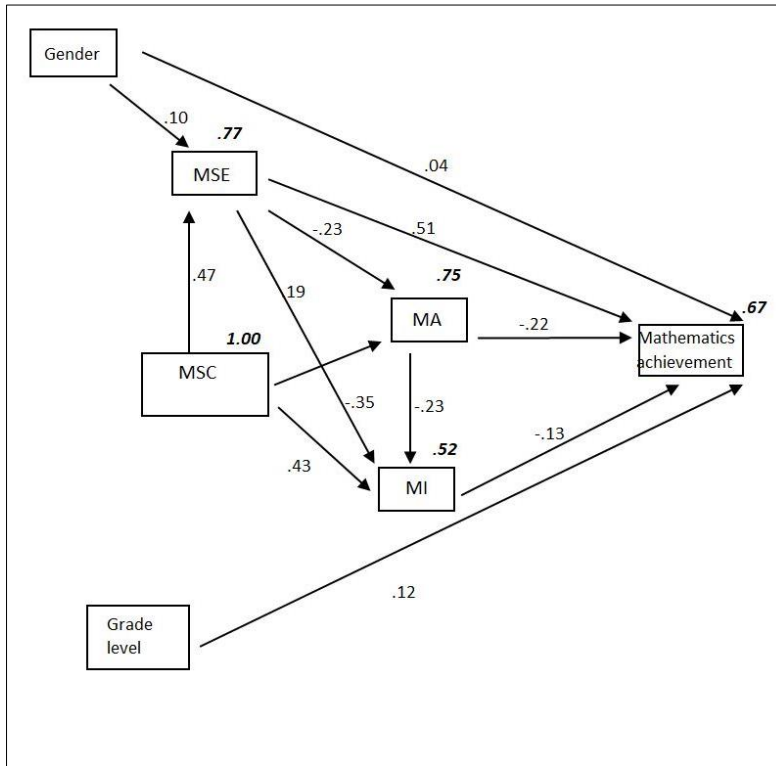 Gender
.10
.77
MSE
.04
.51
-.23
.75
.47
19
MA
.67
-.22
Mathematics
achievement
1.00
MSC
-.35
-.23
.43
.52
-.13
MI
.12
Grade
level